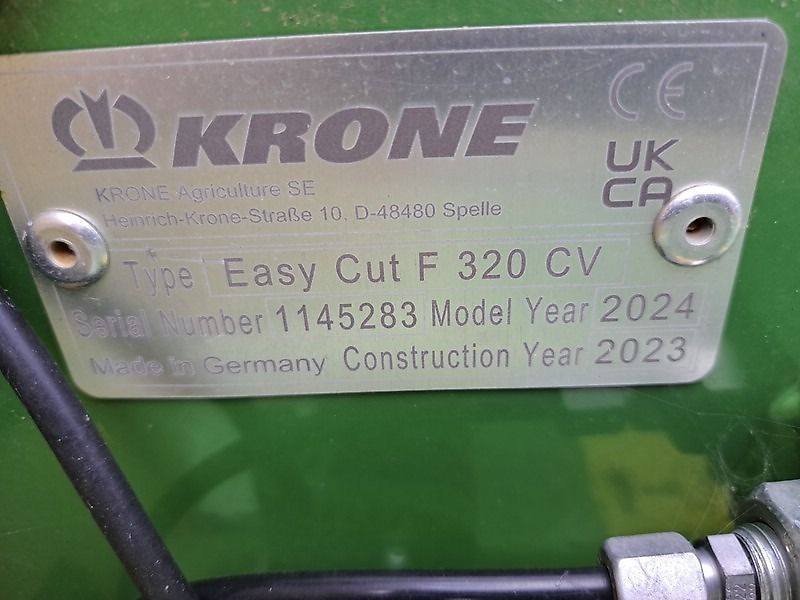 KRONE
CE
UK
CA
KRONE Agriculture SE
Heinrich-Krone-Straße 10, D-48480 Spelle
Type Easy Cut F 320 CV
Serial Number 1145283 Model Year 2024
Made in Germany Construction Year 2023